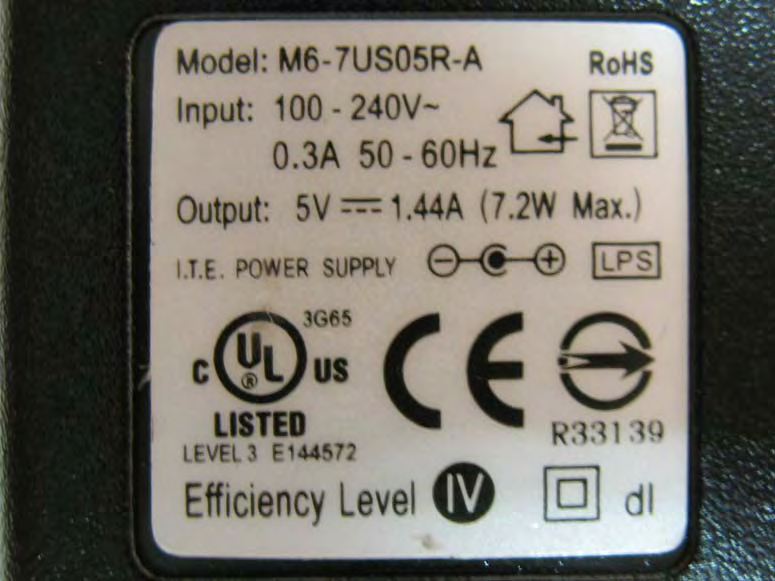 Model: M6-7US05R-A RoHS
Input: 100 - 240V~
0.3A 50 - 60Hz
Output: 5V 1.44A (7.2W Max.)
I.T.E. POWER SUPPLY LPS
3G65
C UL ® US
LISTED CE
R33139
LEVEL 3 E144572
Efficiency Level IV dl